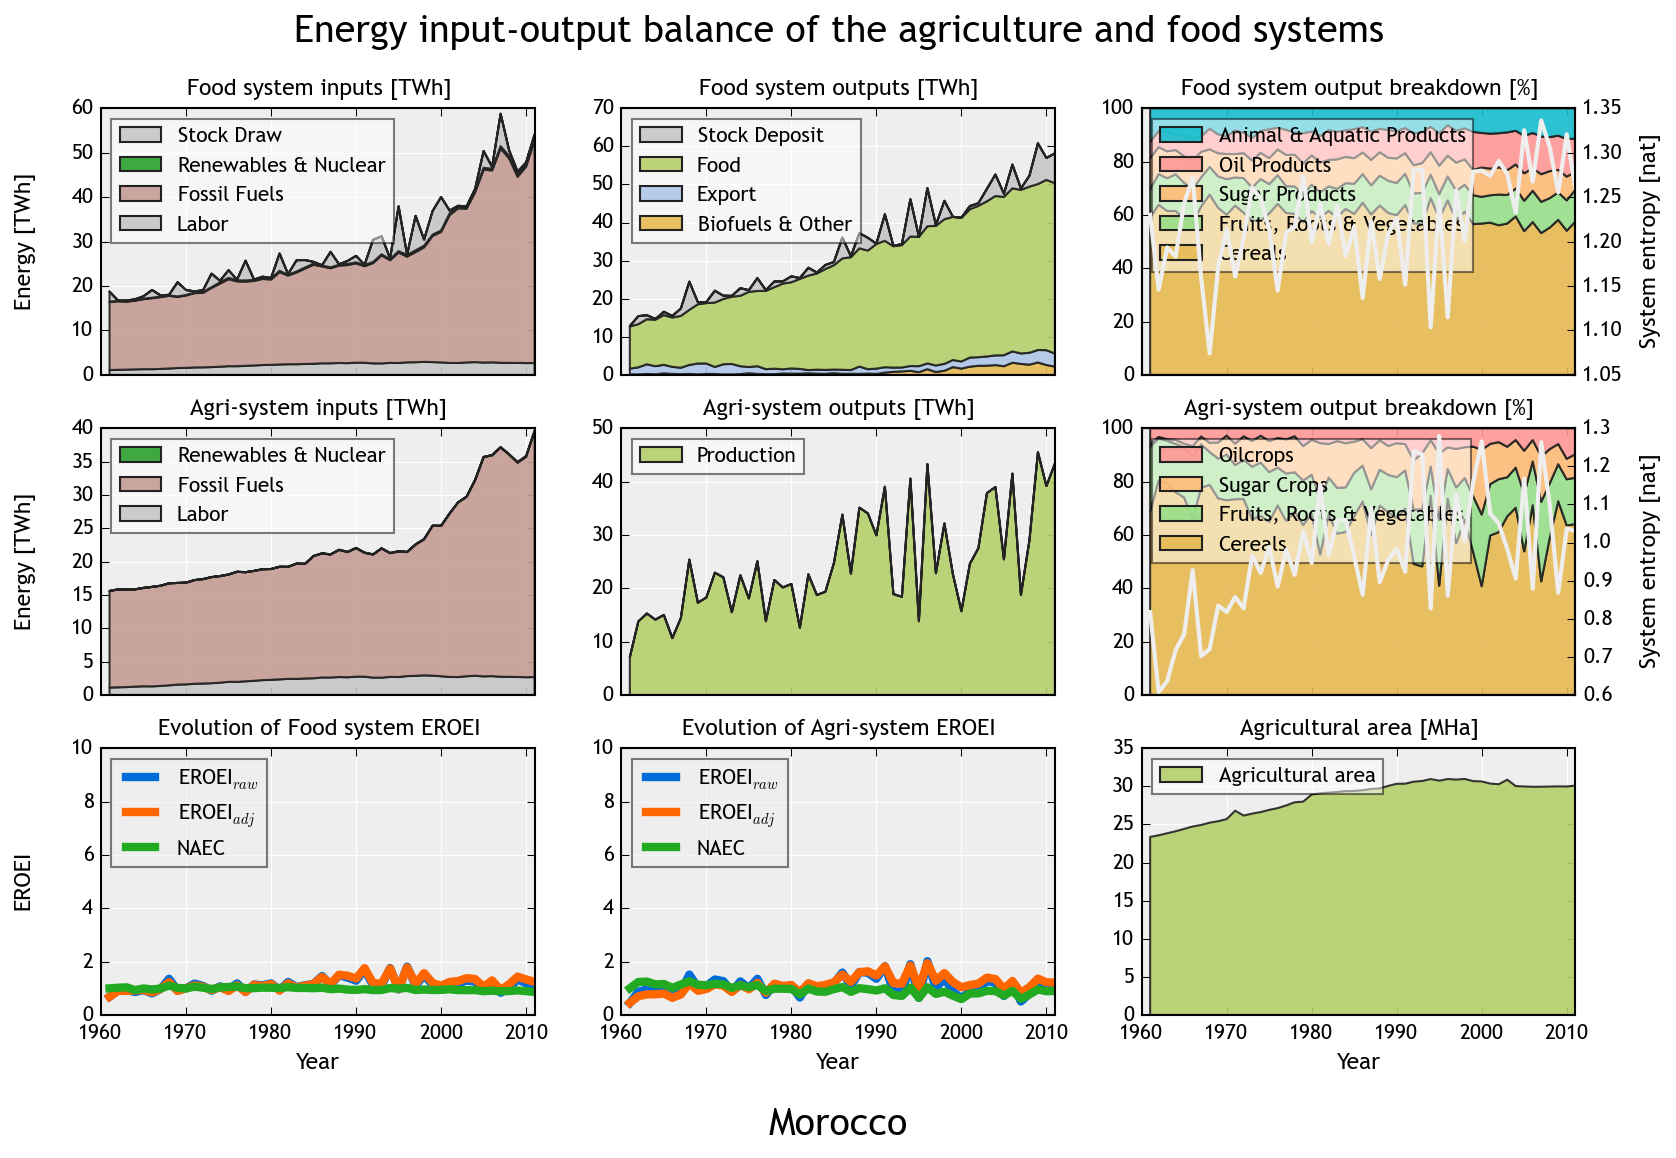 Energy input-output balance of the agriculture and food systems
Food system inputs [TWh]
Energy [TWh]
60
50
40
30
20
10
0
Stock Draw
Renewables & Nuclear
Fossil Fuels
Labor
Food system outputs [TWh]
70
60
50
40
30
20
10
0
Stock Deposit
Food
Export
Biofuels & Other
Food system output breakdown [%]
100
80
60
40
20
0
Animal & Aquatic Products
Oil Products
Sugar Products
Fruits, Roots & Vegetables
Cereals
1.35
1.30
1.25
1.20
1.15
1.10
1.05
System entropy [nat]
Agri-system inputs [TWh]
Energy [TWh]
40
35
30
25
20
15
10
5
0
Renewables & Nuclear
Fossil Fuels
Labor
Agri-system outputs [TWh]
50
40
30
20
10
0
Production
Agri-system output breakdown [%]
100
80
60
40
20
0
Oilcrops
Sugar Crops
Fruits, Roots & Vegetables
Cereals
1.3
1.2
1.1
1.0
0.9
0.8
0.7
0.6
System entropy [nat]
Evolution of Food system EROEI
EROEI
10
8
6
4
2
0
EROEIraw
EROEIadj
NAEC
1960 1970 1980 1990 2000 2010
Year
Evolution of Agri-system EROEI
10
8
6
4
2
0
EROEIraw
EROEIadj
NAEC
1960 1970 1980 1990 2000 2010
Year
Agricultural area [MHa]
35
30
25
20
15
10
5
0
Agricultural area
1960 1970 1980 1990 2000 2010
Year
Morocco